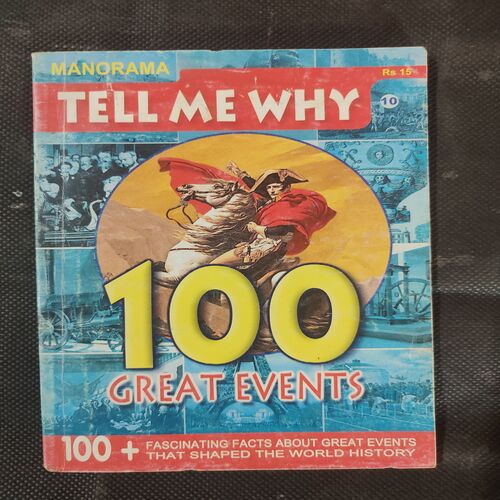 MANORAMA
Rs 15
TELL ME WHY
10
100
GREAT EVENTS
100 + FASCINATING FACTS ABOUT GREAT EVENTS
THAT SHAPED THE WORLD HISTORY